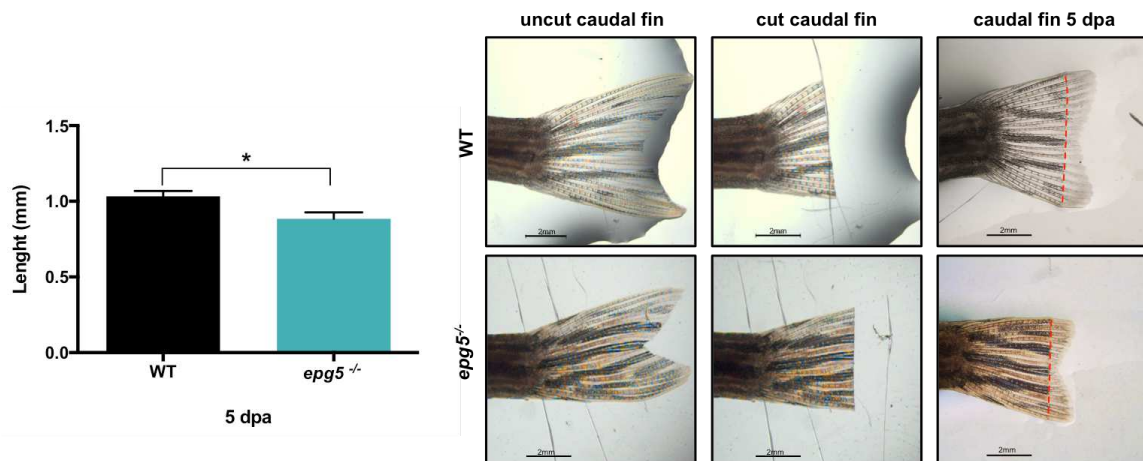 Lenght (mm)
1.5
1.0
0.5
0.0
*
WT
epg5 -/-
5 dpa
uncut caudal fin
cut caudal fin
caudal fin 5 dpa
WT
2mm
2mm
2mm
epg5-/-
2mm
2mm
2mm